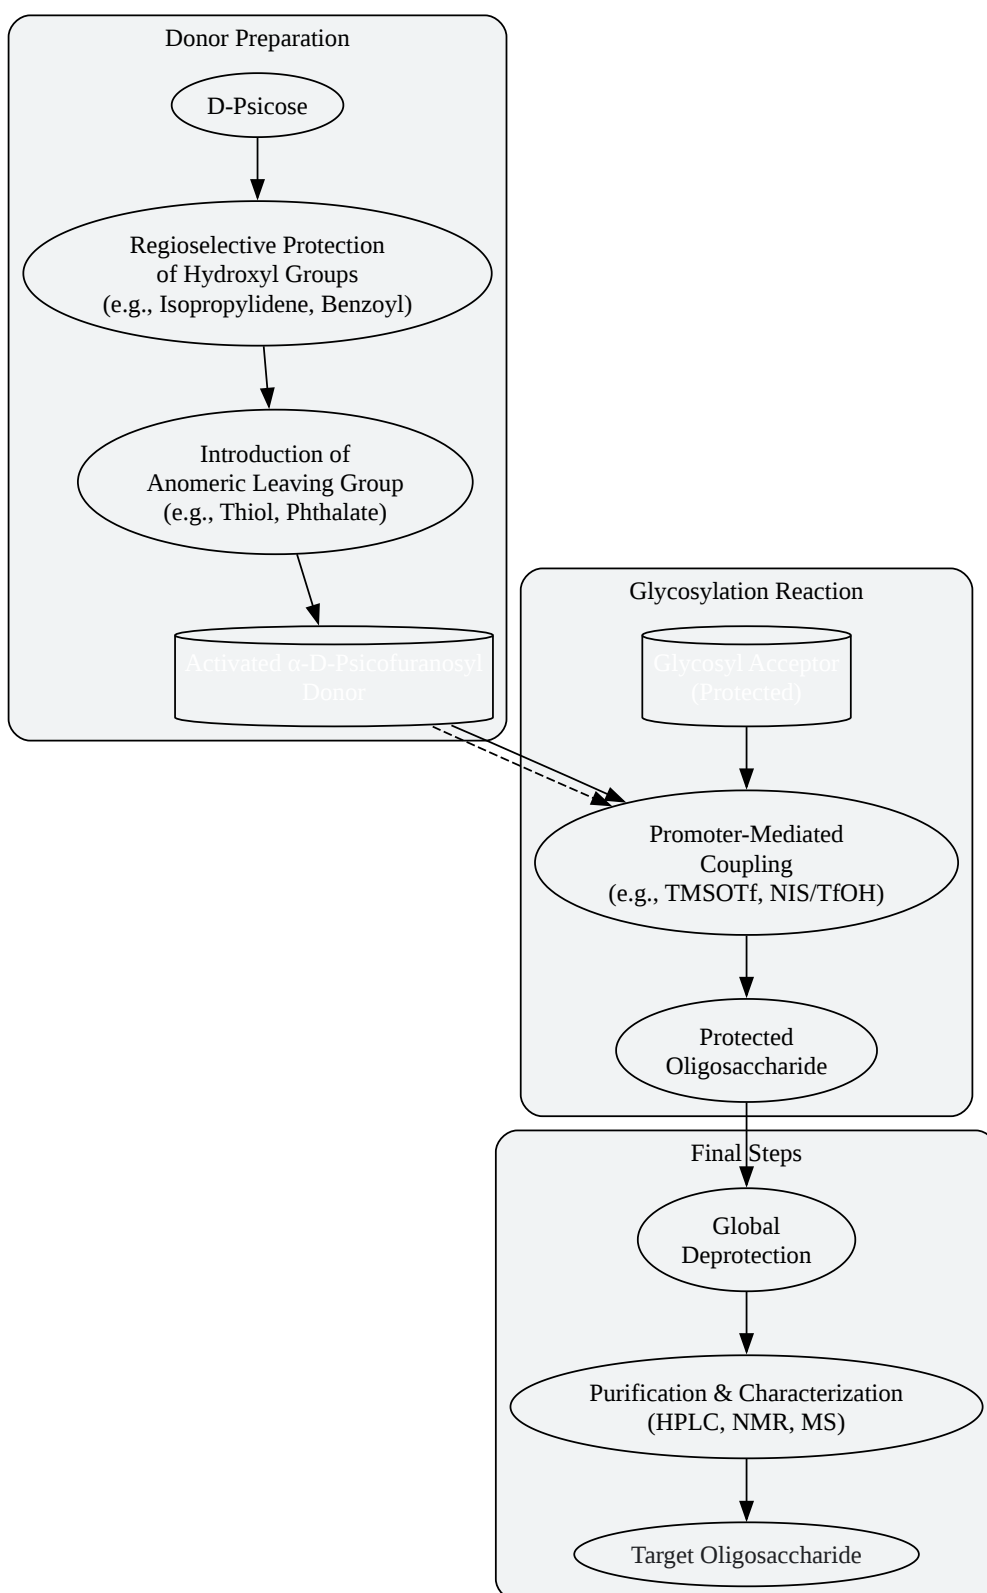 Donor Preparation
D-Psicose
Regioselective Protection
of Hydroxyl Groups
(e.g., Isopropylidene, Benzoyl)
Introduction of
Anomeric Leaving Group
(e.g., Thiol, Phthalate)
Activated α-D-Psicofuranosyl
Donor
Glycosylation Reaction
Glycosyl Acceptor
(Protected)
Promoter-Mediated
Coupling
(e.g., TMSOTf, NIS/TfOH)
Protected
Oligosaccharide
Final Steps
Global
Deprotection
Purification & Characterization
(HPLC, NMR, MS)
Target Oligosaccharide